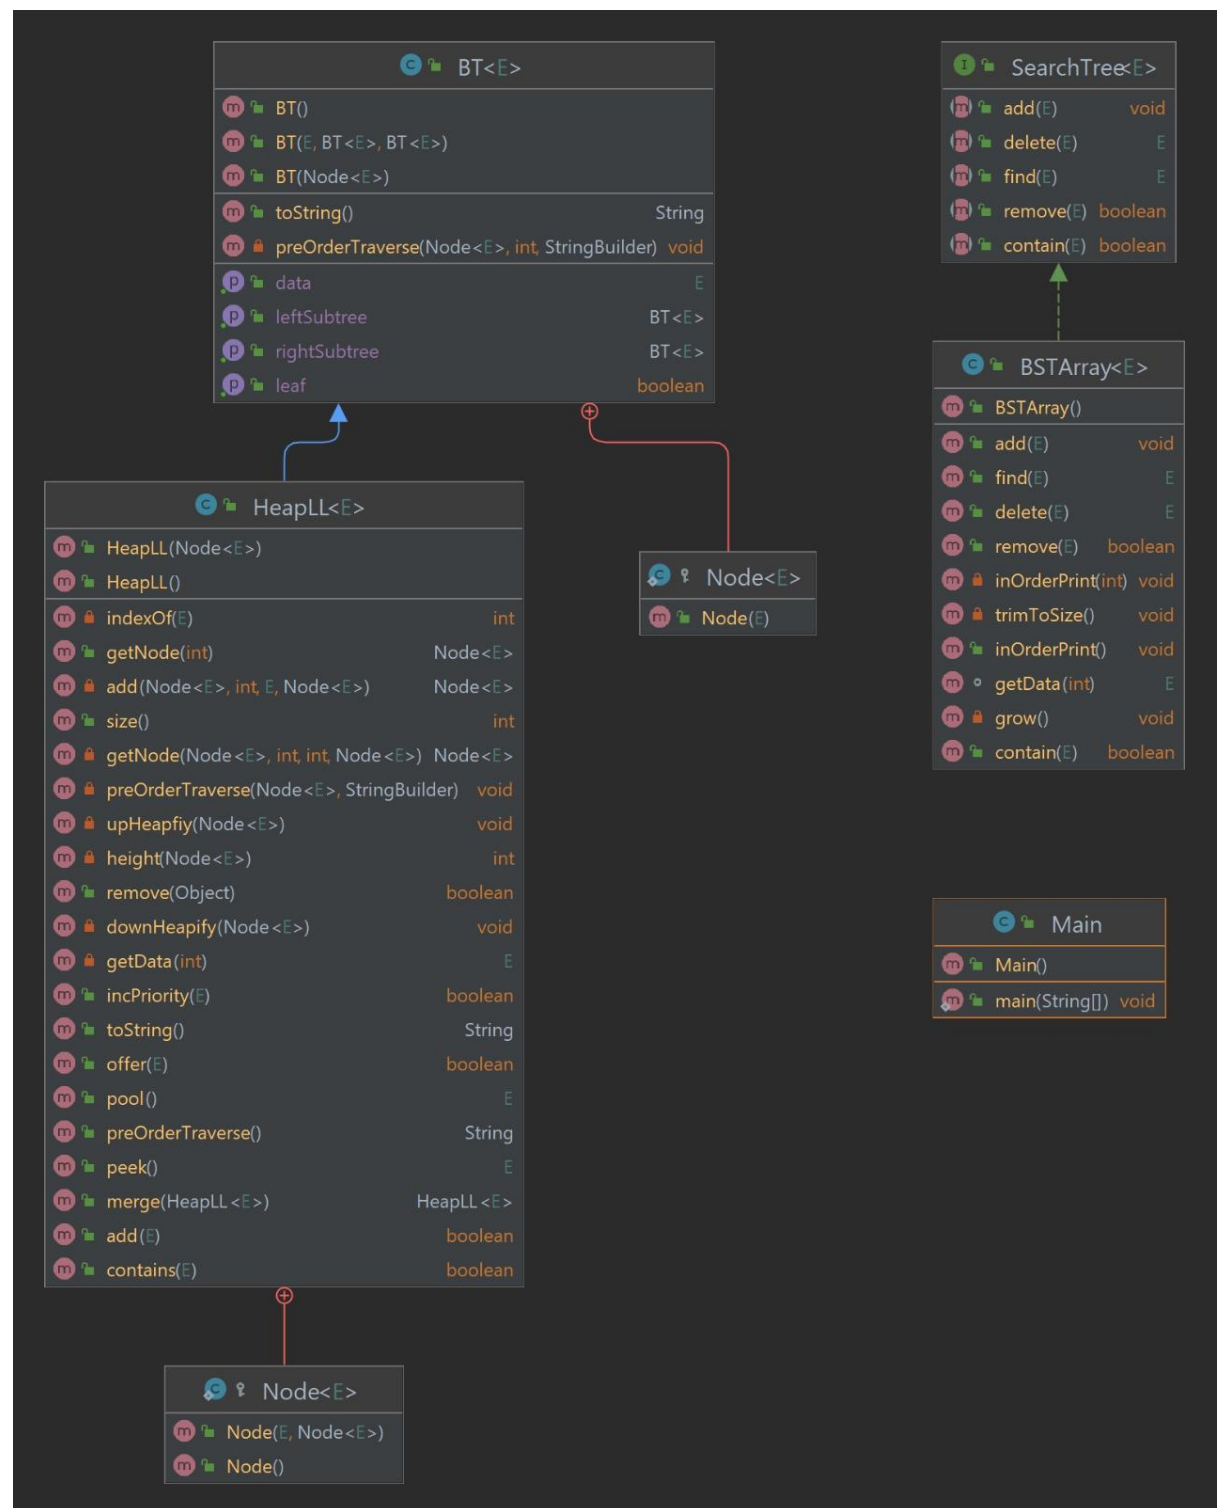 BT<E>
BT()
BT(E, BT<E>, BT<E>)
BT(Node<E>)
toString() String
preOrderTraverse(Node<E>, int, StringBuilder) void
data E
leftSubtree BT<E>
rightSubtree BT<E>
leaf boolean
SearchTree<E>
add(E) void
delete(E) E
find(E) E
remove(E) boolean
contain(E) boolean
BSTArray<E>
BSTArray()
add(E) void
find(E) E
delete(E) E
remove(E) boolean
inOrderPrint(int) void
trimToSize() void
inOrderPrint() void
getData(int) E
grow() void
contain(E) boolean
HeapLL<E>
HeapLL(Node<E>)
HeapLL()
indexOf(E) int
getNode(int) Node<E>
add(Node<E>, int, E, Node<E>) Node<E>
size() int
getNode(Node<E>, int, int, Node<E>) Node<E>
preOrderTraverse(Node<E>, StringBuilder) void
upHeapfiy(Node<E>) void
height(Node<E>) int
remove(Object) boolean
downHeapify(Node<E>) void
getData(int) E
incPriority(E) boolean
toString() String
offer(E) boolean
pool() E
preOrderTraverse() String
peek() E
merge(HeapLL<E>) HeapLL<E>
add(E) boolean
contains(E) boolean
Node<E>
Node(E)
Main
Main()
main(String[]) void
Node<E>
Node(E, Node<E>)
Node()